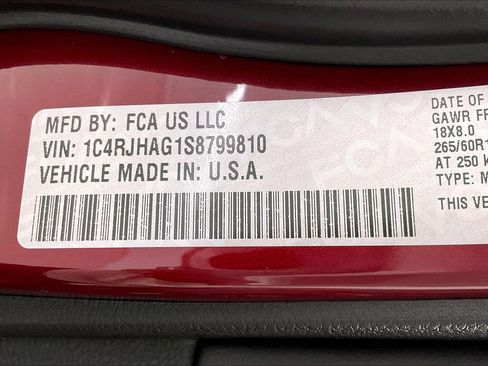 MFD BY: FCA US LLC
VIN: 1C4RJHAG1S8799810
VEHICLE MADE IN: U.S.A.
DATE OF
GAWR FR
18X8.0
265/60R1
AT 250 k
TYPE: M
THIS VE